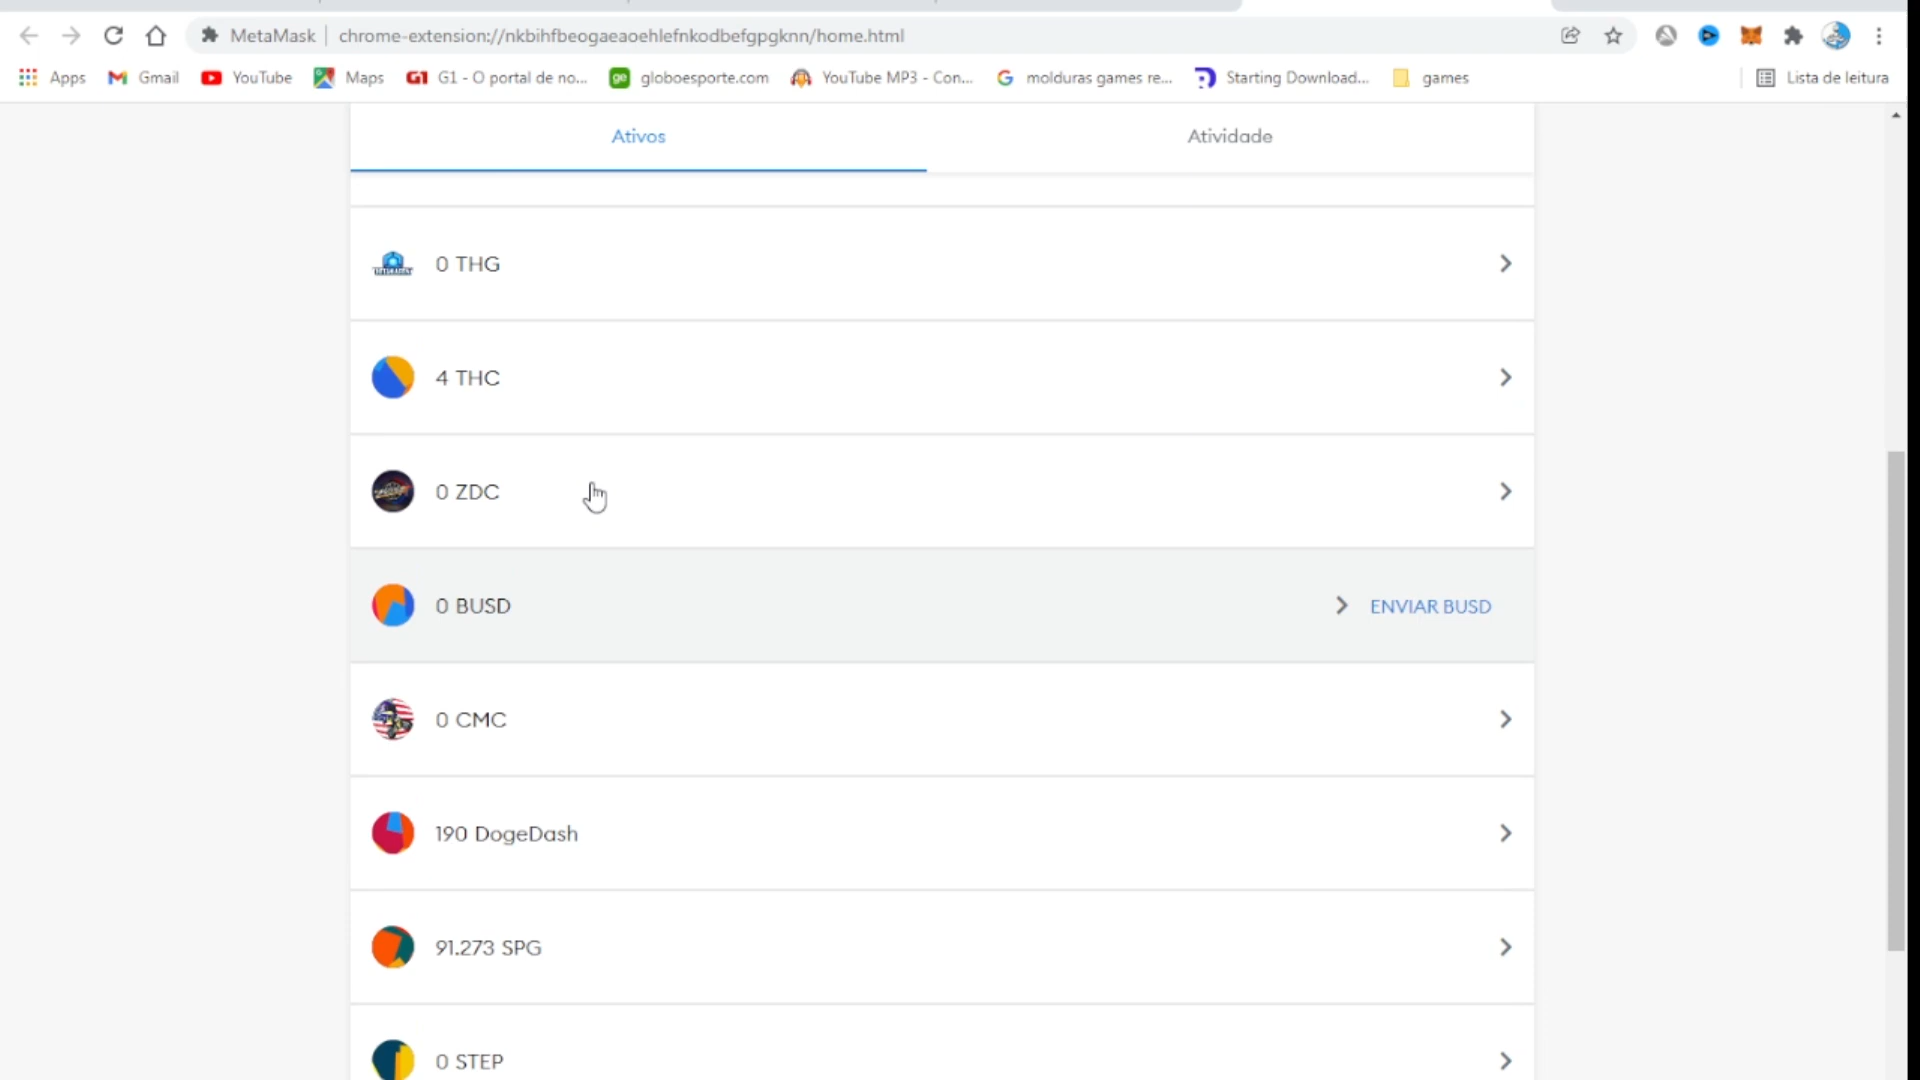 MetaMask | chrome-extension://nkbihfbeogaeaoehlefnkodbefgpgknn/home.html
Apps Gmail YouTube Maps G1 - O portal de no... globoesporte.com YouTube MP3 - Con... molduras games re... Starting Download... games Lista de leitura
Ativos Atividade
0 THG
4 THC
0 ZDC
0 BUSD ENVIAR BUSD
0 CMC
190 DogeDash
91.273 SPG
0 STEP